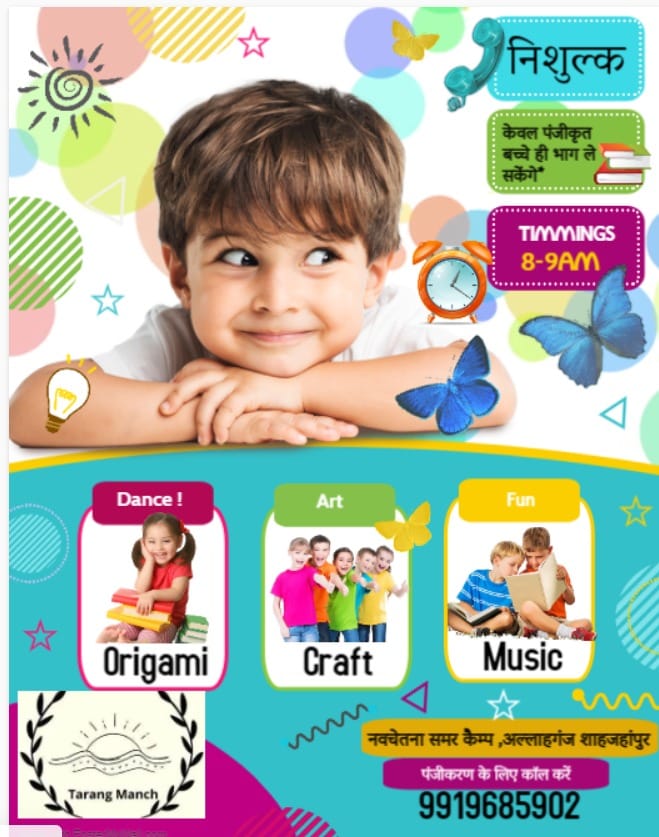 निशुल्क
केवल पंजीकृत
बच्चे ही भाग ले
सकेंगे*
TIMMINGS
8-9AM
Dance !
Art
Fun
Origami
Craft
Music
Tarang Manch
नवचेतना समर कैम्प ,अल्लाहगंज शाहजहांपुर
पंजीकरण के लिए कॉल करें
9919685902